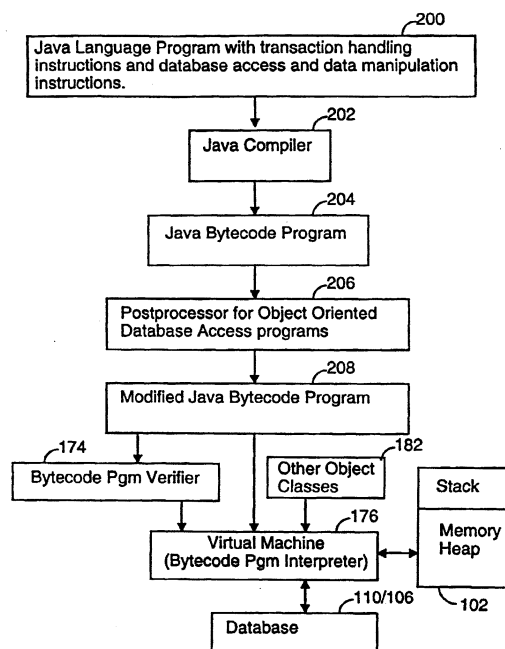 200
Java Language Program with transaction handling
instructions and database access and data manipulation
instructions.
202
Java Compiler
204
Java Bytecode Program
206
Postprocessor for Object Oriented
Database Access programs
208
Modified Java Bytecode Program
174
Bytecode Pgm Verifier
182
Other Object
Classes
Stack
Memory
Heap
102
176
Virtual Machine
(Bytecode Pgm Interpreter)
110/106
Database